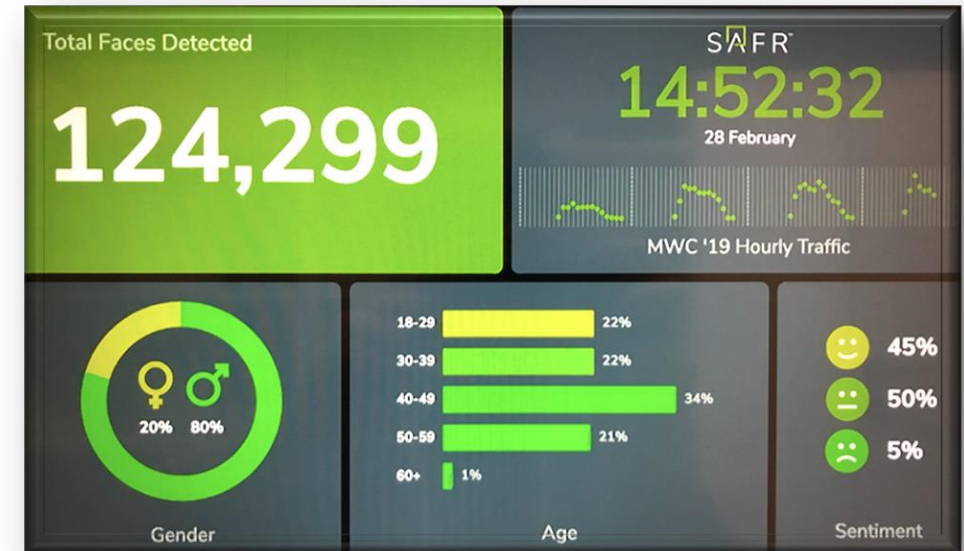 Total Faces Detected
124,299
SAFR™
14:52:32
28 February
MWC '19 Hourly Traffic
20% 80%
Gender
18-29 22%
30-39 22%
40-49 34%
50-59 21%
60+ 1%
Age
45%
50%
5%
Sentiment